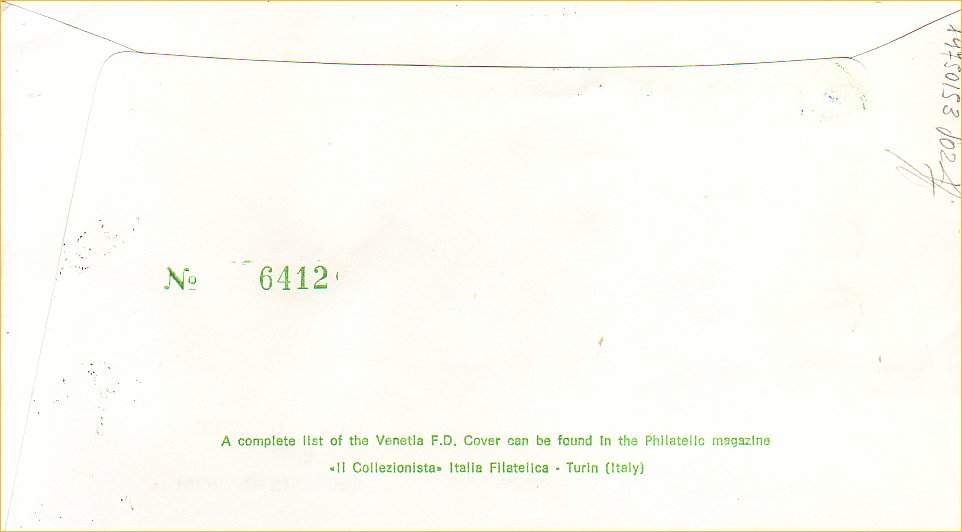 No 6412
A complete list of the Venetia F.D. Cover can be found in the Philatelic magazine
«Il Collezionista» Italia Filatelica - Turin (Italy)